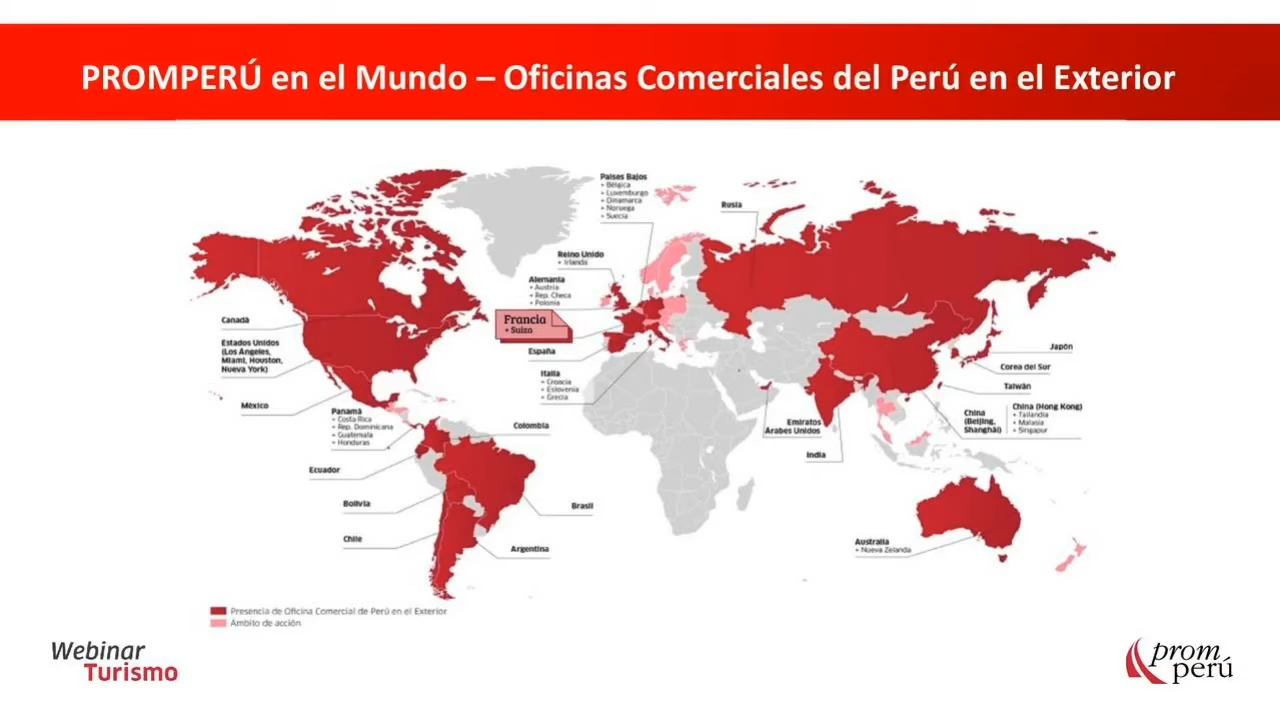 PROMPERÚ en el Mundo – Oficinas Comerciales del Perú en el Exterior
Países Bajos
+ Bélgica
+ Luxemburgo
+ Dinamarca
+ Noruega
+ Suecia
Rusia
Reino Unido
+ Irlanda
Alemania
+ Austria
+ Rep. Checa
+ Polonia
Francia
+ Suiza
España
Italia
+ Croacia
+ Eslovenia
+ Grecia
Canadá
Estados Unidos
(Los Ángeles,
Miami, Houston,
Nueva York)
México
Panamá
+ Costa Rica
+ Rep. Dominicana
+ Guatemala
+ Honduras
Colombia
Ecuador
Bolivia
Brasil
Chile
Argentina
Japón
Corea del Sur
Taiwán
China
(Beijing,
Shanghái)
China (Hong Kong)
+ Tailandia
+ Malasia
+ Singapur
Emiratos
Árabes Unidos
India
Australia
+ Nueva Zelanda
Presencia de Oficina Comercial de Perú en el Exterior
Ámbito de acción
Webinar
Turismo
prom
perú